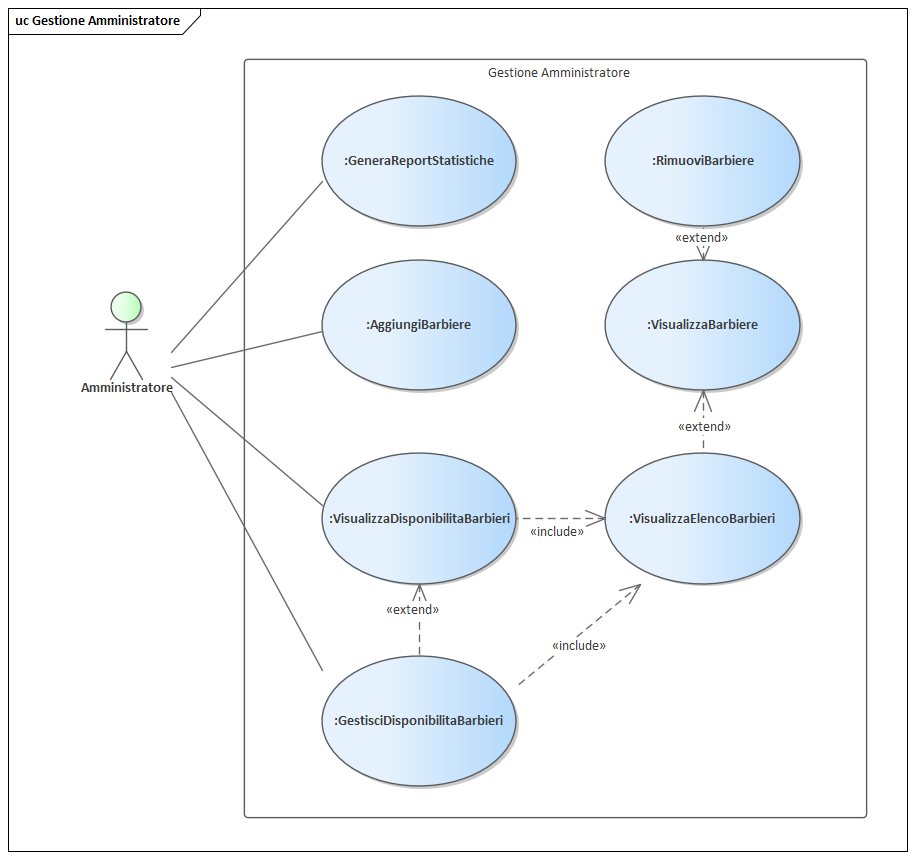 uc Gestione Amministratore
Gestione Amministratore
:GeneraReportStatistiche
:RimuoviBarbiere
«extend»
:AggiungiBarbiere
:VisualizzaBarbiere
Amministratore
«extend»
:VisualizzaDisponibilitaBarbieri
:VisualizzaElencoBarbieri
«include»
«extend»
«include»
:GestisciDisponibilitaBarbieri